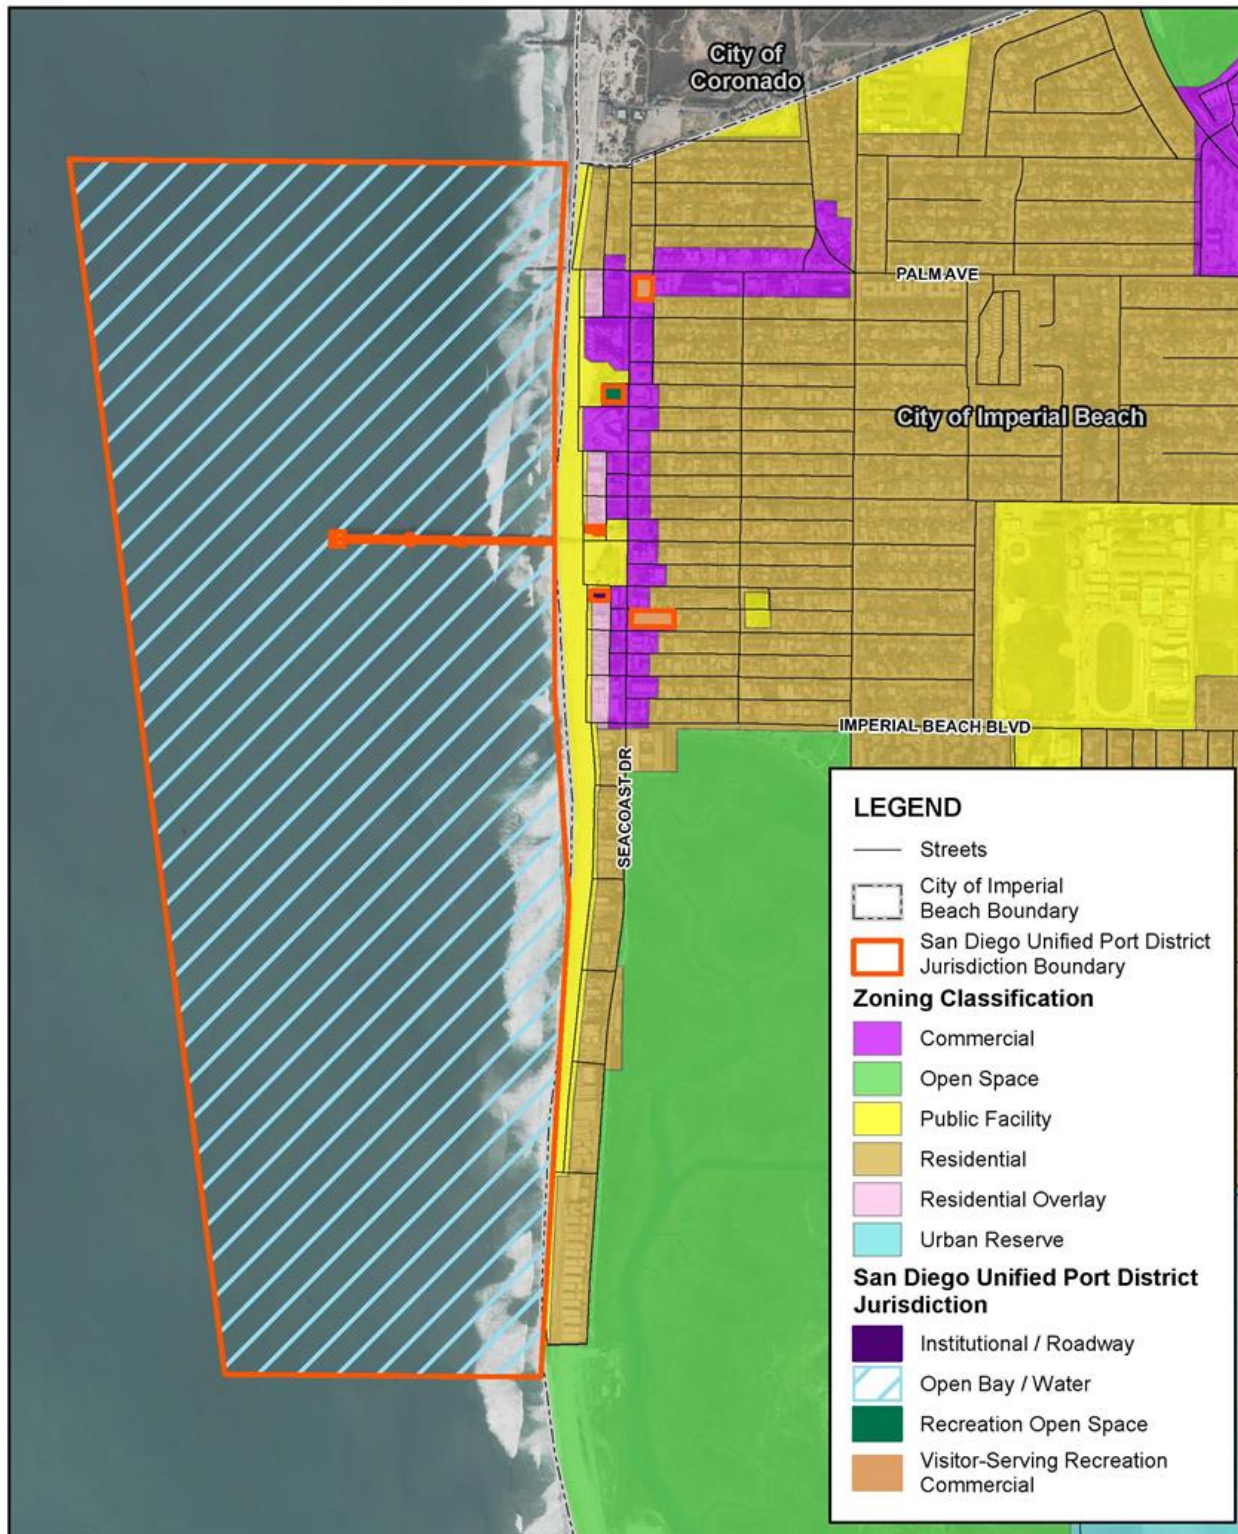 City of
Coronado
PALM AVE
City of Imperial Beach
IMPERIAL BEACH BLVD
SEACOAST DR
LEGEND
Streets
City of Imperial
Beach Boundary
San Diego Unified Port District
Jurisdiction Boundary
Zoning Classification
Commercial
Open Space
Public Facility
Residential
Residential Overlay
Urban Reserve
San Diego Unified Port District
Jurisdiction
Institutional / Roadway
Open Bay / Water
Recreation Open Space
Visitor-Serving Recreation
Commercial